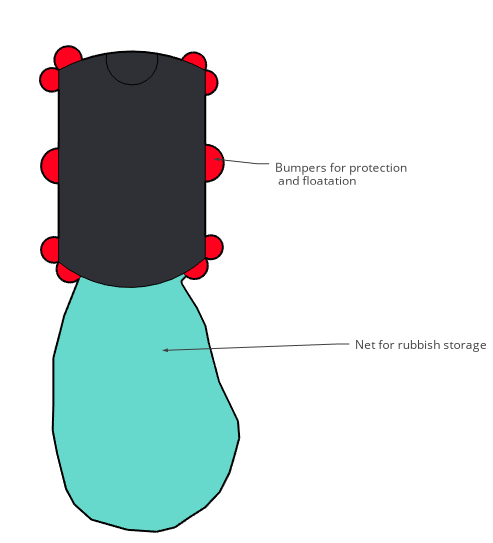 Bumpers for protection
and floatation
Net for rubbish storage